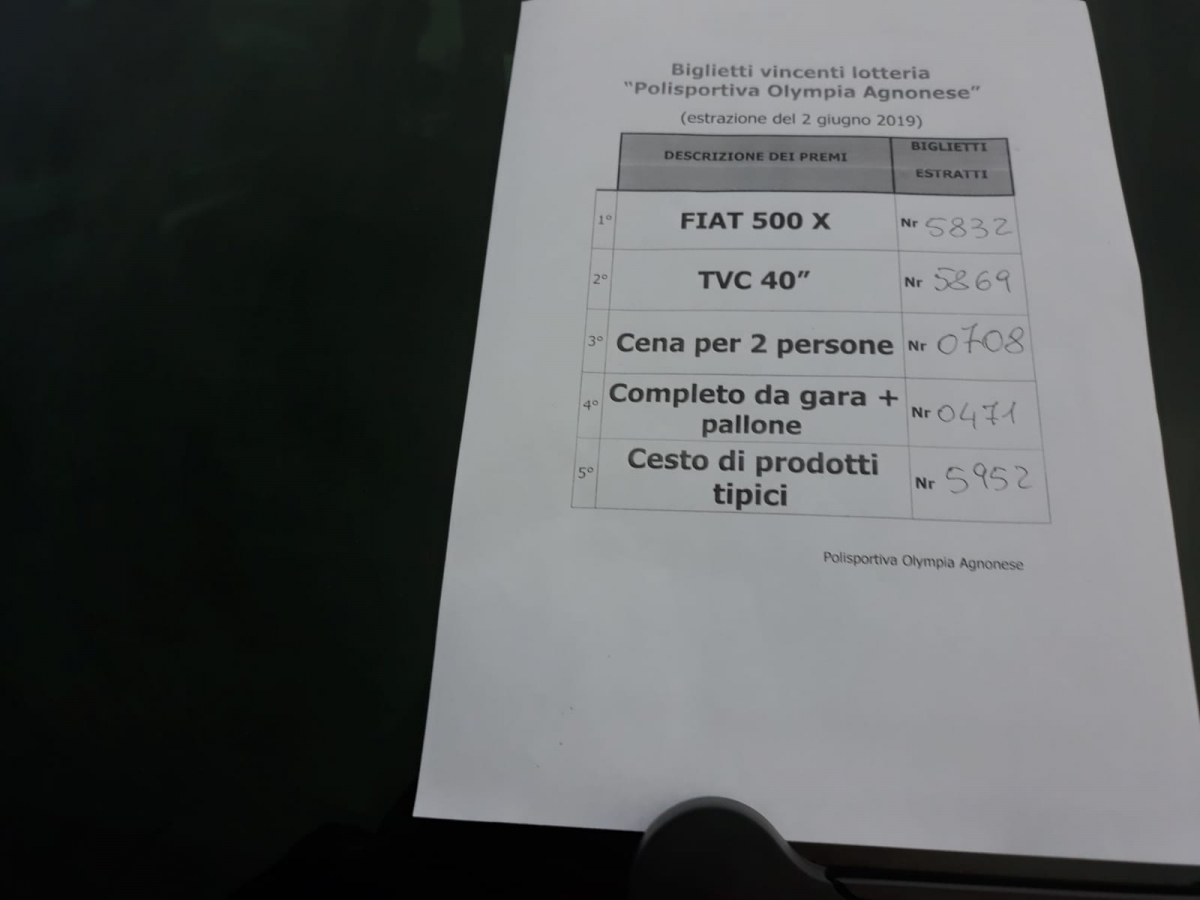 Biglietti vincenti lotteria
"Polisportiva Olympia Agnonese"
(estrazione del 2 giugno 2019)
DESCRIZIONE DEI PREMI
BIGLIETTI
ESTRATTI
1° FIAT 500 X Nr 5832
2° TVC 40” Nr 5869
3° Cena per 2 persone Nr 0708
4° Completo da gara +
pallone Nr 0471
5° Cesto di prodotti
tipici Nr 5952
Polisportiva Olympia Agnonese